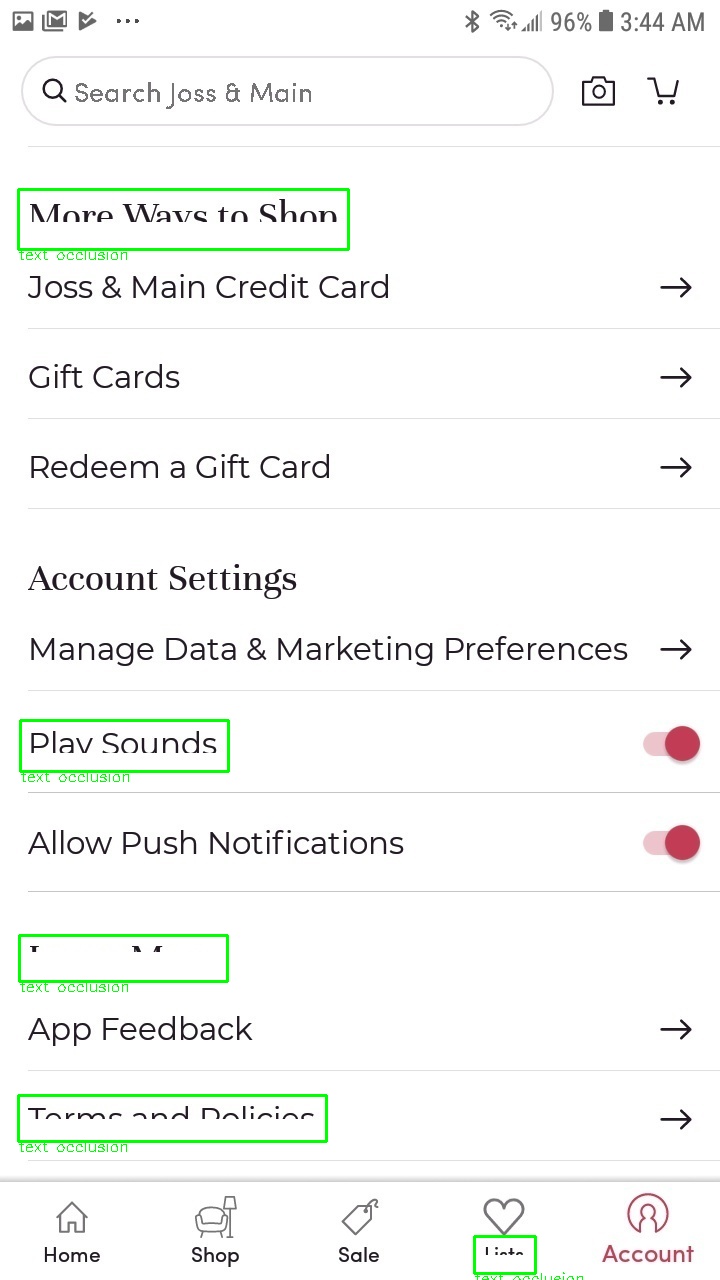 96% 3:44 AM
Search Joss & Main
More Ways to Shop
text occlusion
Joss & Main Credit Card
Gift Cards
Redeem a Gift Card
Account Settings
Manage Data & Marketing Preferences
Play Sounds
text occlusion
Allow Push Notifications
text occlusion
App Feedback
Terms and Policies
text occlusion
Home Shop Sale Lists Account
text occlusion